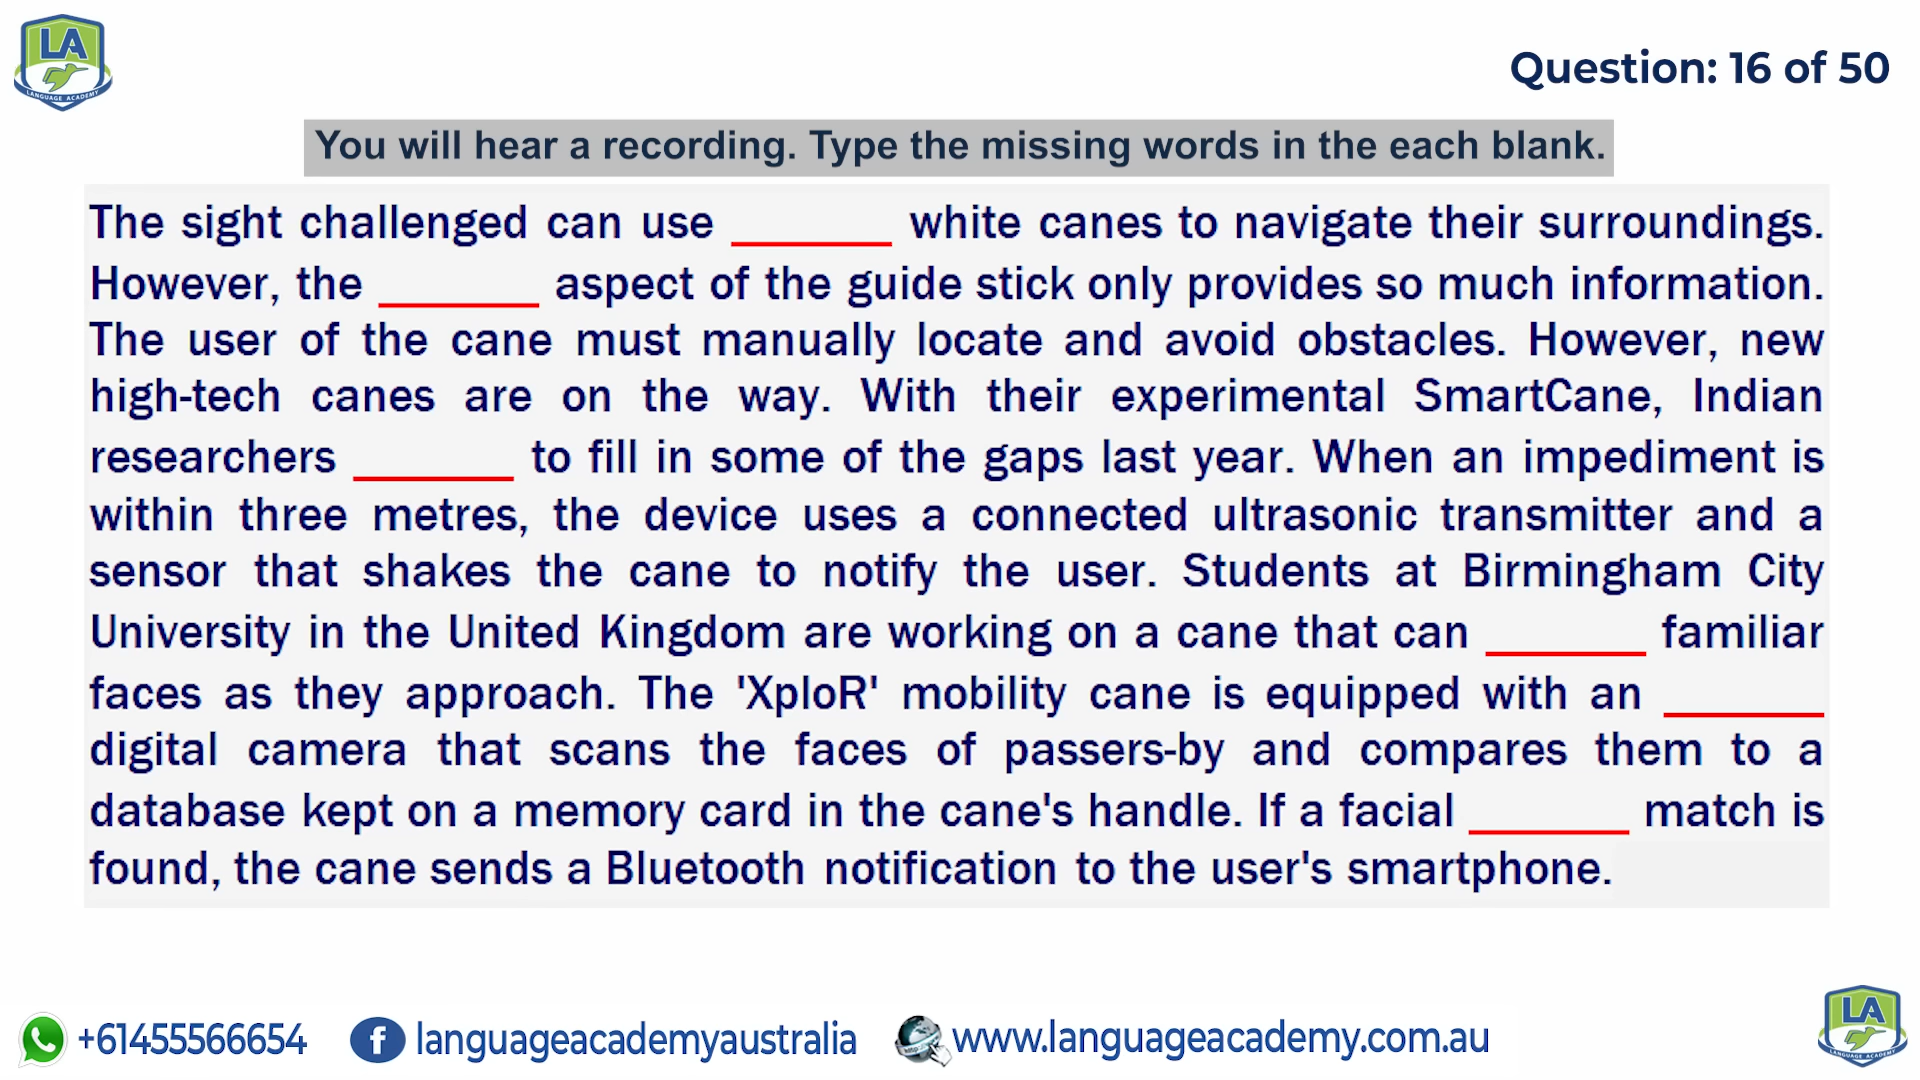 LA
LANGUAGE ACADEMY
Question: 16 of 50
You will hear a recording. Type the missing words in the each blank.
The sight challenged can use ______ white canes to navigate their surroundings.
However, the ______ aspect of the guide stick only provides so much information.
The user of the cane must manually locate and avoid obstacles. However, new
high-tech canes are on the way. With their experimental SmartCane, Indian
researchers ______ to fill in some of the gaps last year. When an impediment is
within three metres, the device uses a connected ultrasonic transmitter and a
sensor that shakes the cane to notify the user. Students at Birmingham City
University in the United Kingdom are working on a cane that can ______ familiar
faces as they approach. The 'XploR' mobility cane is equipped with an ______
digital camera that scans the faces of passers-by and compares them to a
database kept on a memory card in the cane's handle. If a facial ______ match is
found, the cane sends a Bluetooth notification to the user's smartphone.
+61455566654 languageacademyaustralia www.languageacademy.com.au
LA
LANGUAGE ACADEMY